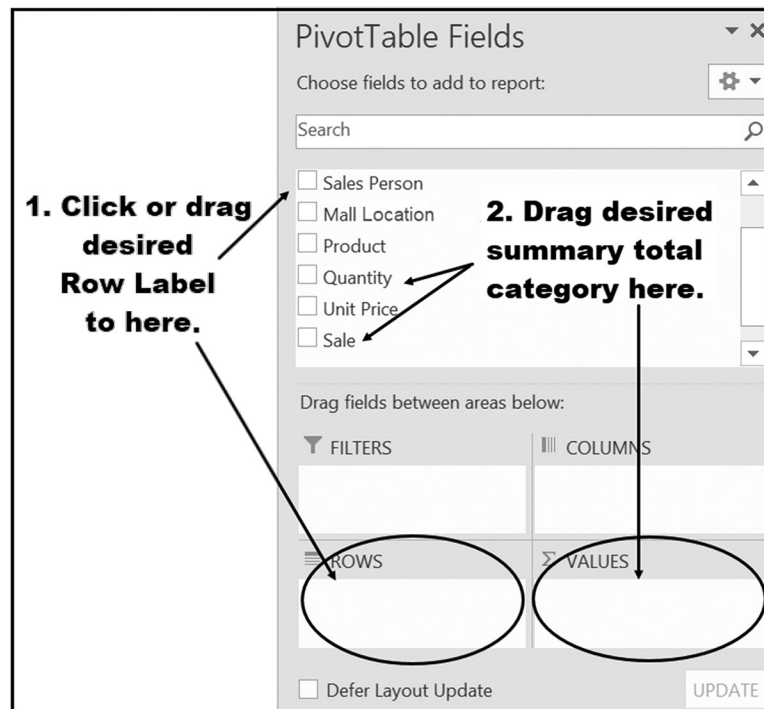 PivotTable Fields
Choose fields to add to report:
Search
Sales Person
Mall Location
Product
Quantity
Unit Price
Sale
1. Click or drag
desired
Row Label
to here.
2. Drag desired
summary total
category here.
Drag fields between areas below:
FILTERS
COLUMNS
ROWS
VALUES
Defer Layout Update
UPDATE